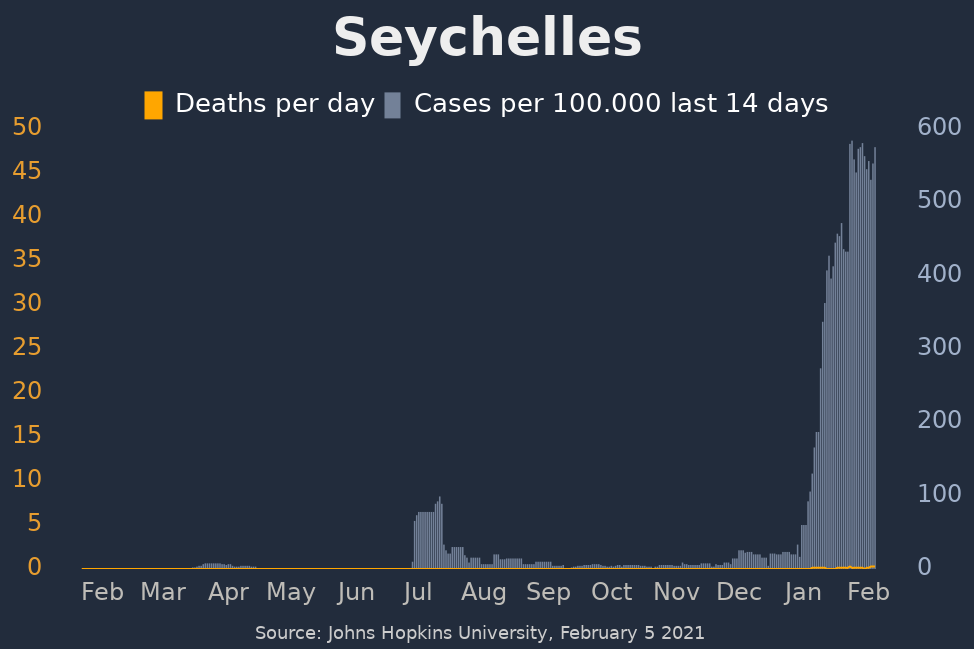 Seychelles
Deaths per day Cases per 100.000 last 14 days
50 600
45
40 500
35
30 400
25 300
20
15 200
10 100
5
0 0
Feb Mar Apr May Jun Jul Aug Sep Oct Nov Dec Jan Feb
Source: Johns Hopkins University, February 5 2021